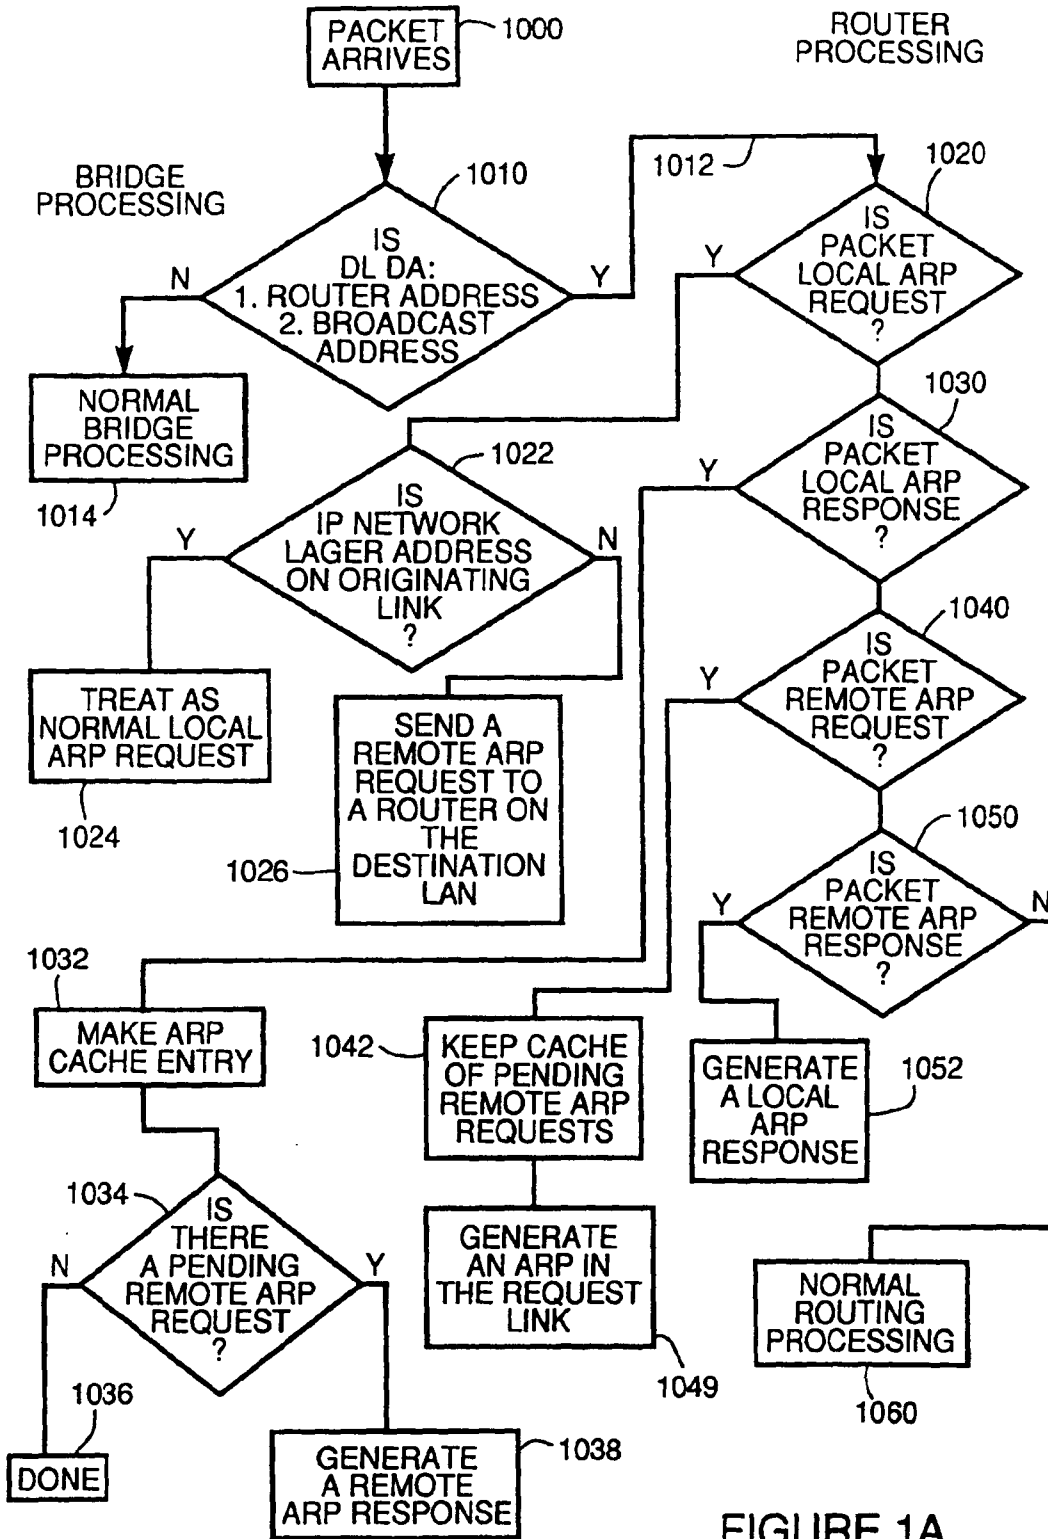 PACKET
ARRIVES
1000
ROUTER
PROCESSING
BRIDGE
PROCESSING
1010
IS
DL DA:
1. ROUTER ADDRESS
2. BROADCAST
ADDRESS
N
Y
1012
1020
IS
PACKET
LOCAL ARP
REQUEST
?
Y
NORMAL
BRIDGE
PROCESSING
1014
1022
IS
IP NETWORK
LAGER ADDRESS
ON ORIGINATING
LINK
?
Y
N
1030
IS
PACKET
LOCAL ARP
RESPONSE
?
Y
TREAT AS
NORMAL LOCAL
ARP REQUEST
1024
SEND A
REMOTE ARP
REQUEST TO
A ROUTER ON
THE
DESTINATION
LAN
1026
1040
IS
PACKET
REMOTE ARP
REQUEST
?
Y
1050
IS
PACKET
REMOTE ARP
RESPONSE
?
Y
N
1032
MAKE ARP
CACHE ENTRY
1042
KEEP CACHE
OF PENDING
REMOTE ARP
REQUESTS
GENERATE
A LOCAL
ARP
RESPONSE
1052
1034
IS
THERE
A PENDING
REMOTE ARP
REQUEST
?
N
Y
GENERATE
AN ARP IN
THE REQUEST
LINK
1049
NORMAL
ROUTING
PROCESSING
1060
1036
DONE
GENERATE
A REMOTE
ARP RESPONSE
1038
FIGURE 1A